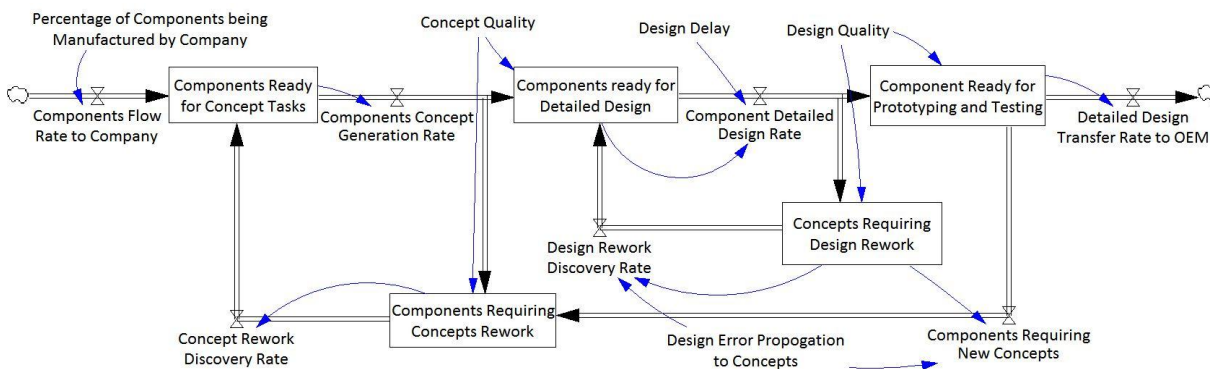 Percentage of Components being
Manufactured by Company
Concept Quality
Design Delay
Design Quality
Components Ready
for Concept Tasks
Components ready for
Detailed Design
Component Ready for
Prototyping and Testing
Components Flow
Rate to Company
Components Concept
Generation Rate
Component Detailed
Design Rate
Detailed Design
Transfer Rate to OEM
Concepts Requiring
Design Rework
Design Rework
Discovery Rate
Components Requiring
Concepts Rework
Concept Rework
Discovery Rate
Design Error Propogation
to Concepts
Components Requiring
New Concepts